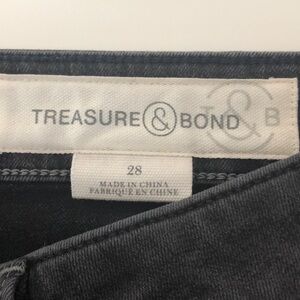 TREASURE & BOND
T & B
28
MADE IN CHINA
FABRIQUÉ EN CHINE